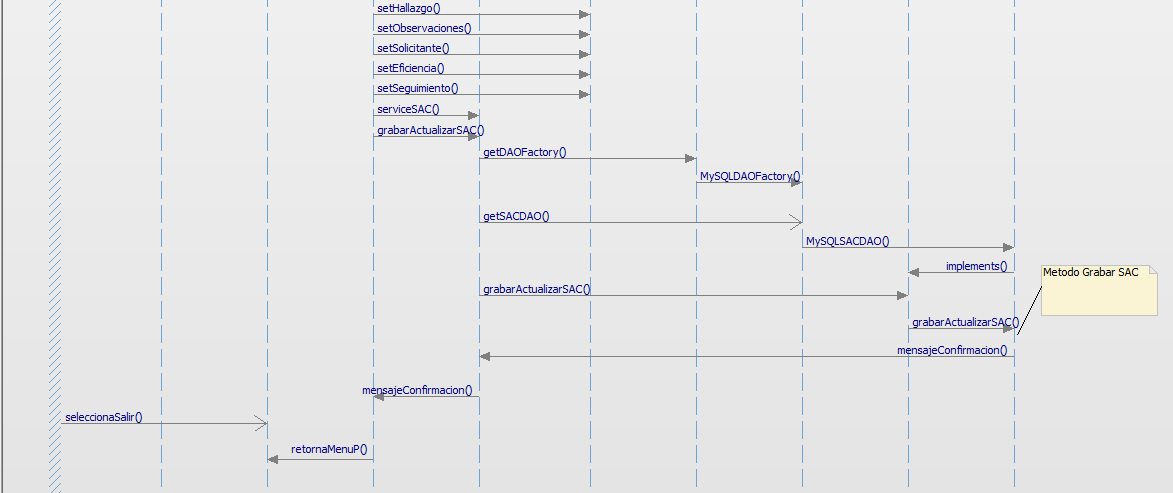 setHallazgo()
setObservaciones()
setSolicitante()
setEficiencia()
setSeguimiento()
serviceSAC()
grabarActualizarSAC()
getDAOFactory()
MySQLDAOFactory()
getSACDAO()
MySQLSACDAO()
implements()
Metodo Grabar SAC
grabarActualizarSAC()
grabarActualizarSAC()
mensajeConfirmacion()
mensajeConfirmacion()
seleccionaSalir()
retornaMenuP()